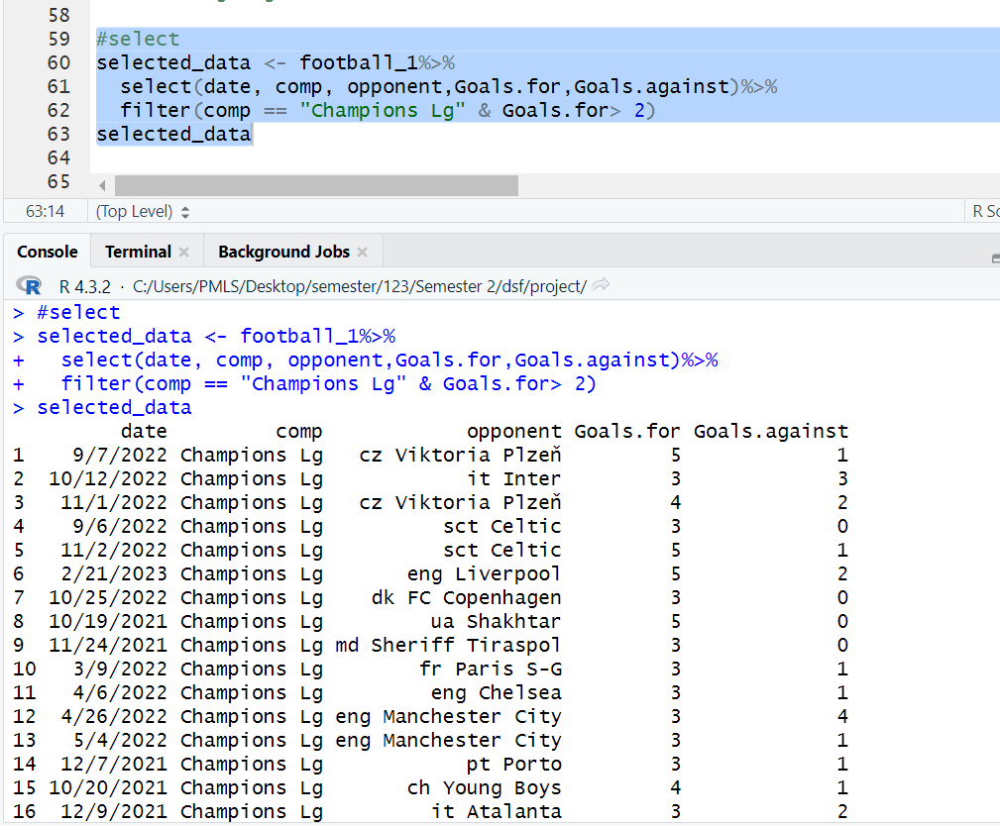 58
59 #select
60 selected_data <- football_1%>%
61 select(date, comp, opponent,Goals.for,Goals.against)%>%
62 filter(comp == "Champions Lg" & Goals.for> 2)
63 selected_data
64
65
63:14 (Top Level) R Sc
Console Terminal Background Jobs
R R 4.3.2 · C:/Users/PMLS/Desktop/semester/123/Semester 2/dsf/project/
> #select
> selected_data <- football_1%>%
+ select(date, comp, opponent,Goals.for,Goals.against)%>%
+ filter(comp == "Champions Lg" & Goals.for> 2)
> selected_data
date comp opponent Goals.for Goals.against
1 9/7/2022 Champions Lg cz Viktoria Plzeň 5 1
2 10/12/2022 Champions Lg it Inter 3 3
3 11/1/2022 Champions Lg cz Viktoria Plzeň 4 2
4 9/6/2022 Champions Lg sct Celtic 3 0
5 11/2/2022 Champions Lg sct Celtic 5 1
6 2/21/2023 Champions Lg eng Liverpool 5 2
7 10/25/2022 Champions Lg dk FC Copenhagen 3 0
8 10/19/2021 Champions Lg ua Shakhtar 5 0
9 11/24/2021 Champions Lg md Sheriff Tiraspol 3 0
10 3/9/2022 Champions Lg fr Paris S-G 3 1
11 4/6/2022 Champions Lg eng Chelsea 3 1
12 4/26/2022 Champions Lg eng Manchester City 3 4
13 5/4/2022 Champions Lg eng Manchester City 3 1
14 12/7/2021 Champions Lg pt Porto 3 1
15 10/20/2021 Champions Lg ch Young Boys 4 1
16 12/9/2021 Champions Lg it Atalanta 3 2